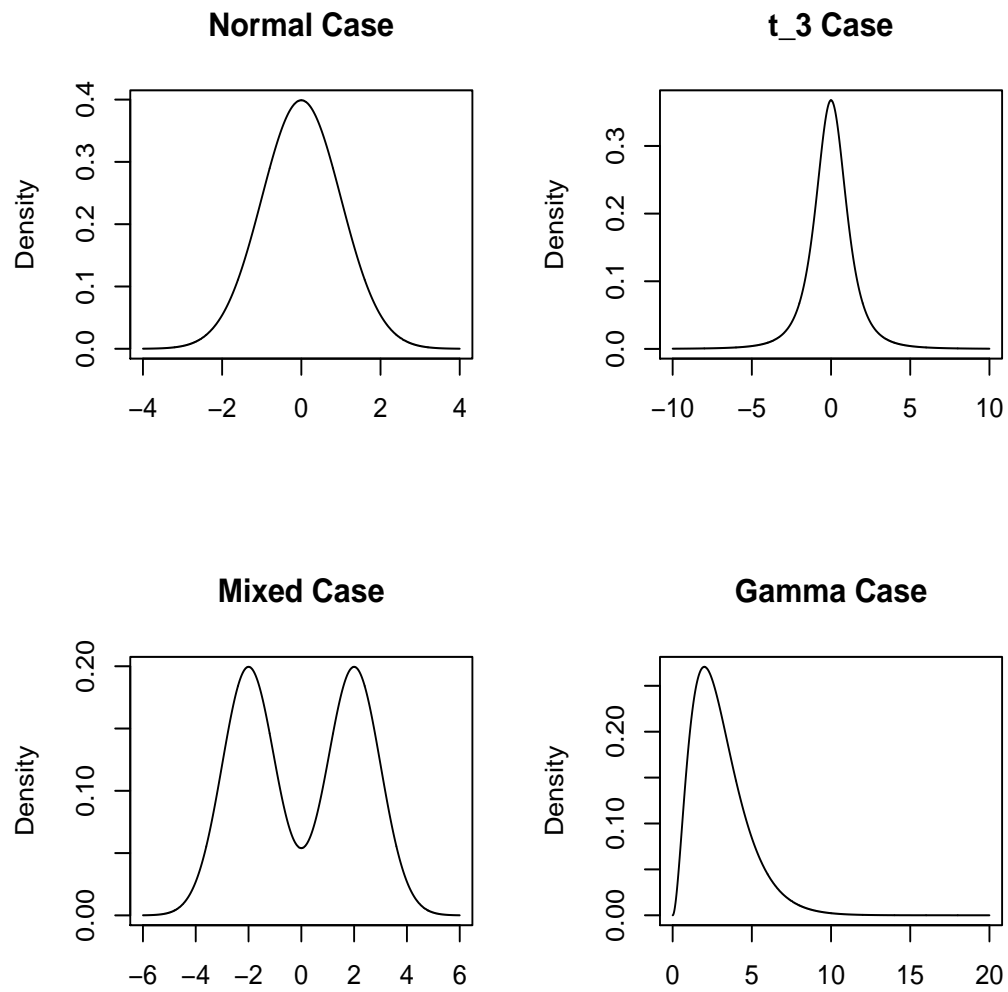 Normal Case
Density
0.0 0.1 0.2 0.3 0.4
−4 −2 0 2 4
t_3 Case
Density
0.0 0.1 0.2 0.3
−10 −5 0 5 10
Mixed Case
Density
0.00 0.10 0.20
−6 −4 −2 0 2 4 6
Gamma Case
Density
0.00 0.10 0.20
0 5 10 15 20